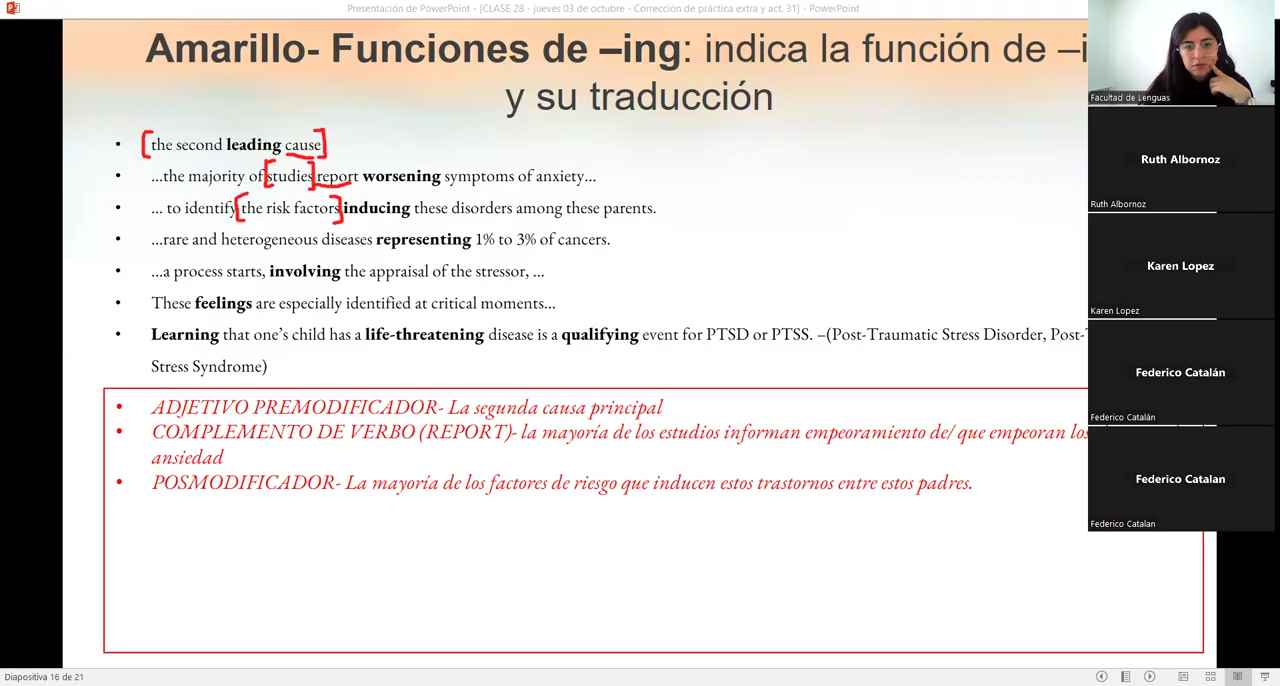 Presentación de PowerPoint - [CLASE 28 - jueves 03 de octubre - Corrección de práctica extra y act. 31] - PowerPoint
Amarillo- Funciones de –ing: indica la función de –i
y su traducción
• [the second leading cause]
• …the majority of [studies] report worsening symptoms of anxiety…
• … to identify [the risk factors] inducing these disorders among these parents.
• …rare and heterogeneous diseases representing 1% to 3% of cancers.
• …a process starts, involving the appraisal of the stressor, …
• These feelings are especially identified at critical moments…
• Learning that one’s child has a life-threatening disease is a qualifying event for PTSD or PTSS. –(Post-Traumatic Stress Disorder, Post-
Stress Syndrome)
• ADJETIVO PREMODIFICADOR- La segunda causa principal
• COMPLEMENTO DE VERBO (REPORT)- la mayoría de los estudios informan empeoramiento de/ que empeoran los
ansiedad
• POSMODIFICADOR- La mayoría de los factores de riesgo que inducen estos trastornos entre estos padres.
Facultad de Lenguas
Ruth Albornoz
Ruth Albornoz
Karen Lopez
Karen Lopez
Federico Catalán
Federico Catalán
Federico Catalan
Federico Catalan
Diapositiva 16 de 21